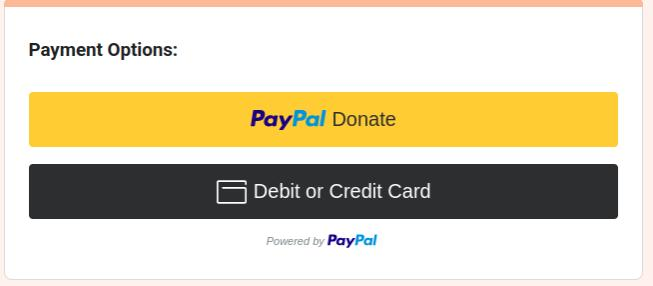 Payment Options:
PayPal Donate
Debit or Credit Card
Powered by PayPal